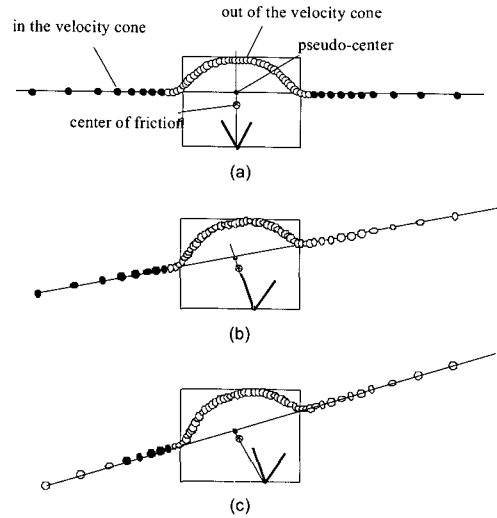 out of the velocity cone
in the velocity cone
pseudo-center
center of friction
(a)
(b)
(c)